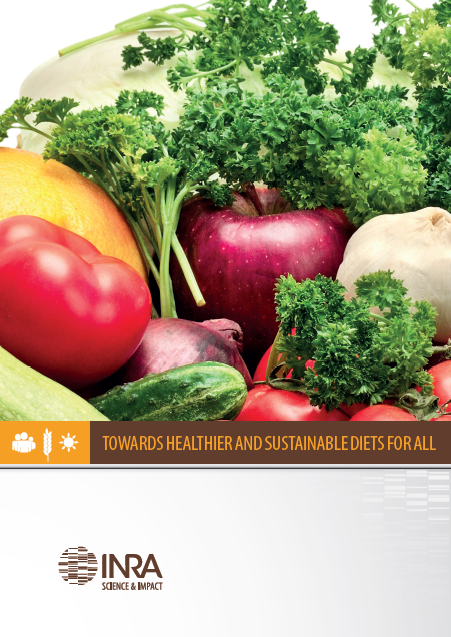 TOWARDS HEALTHIER AND SUSTAINABLE DIETS FOR ALL
INRA
SCIENCE & IMPACT